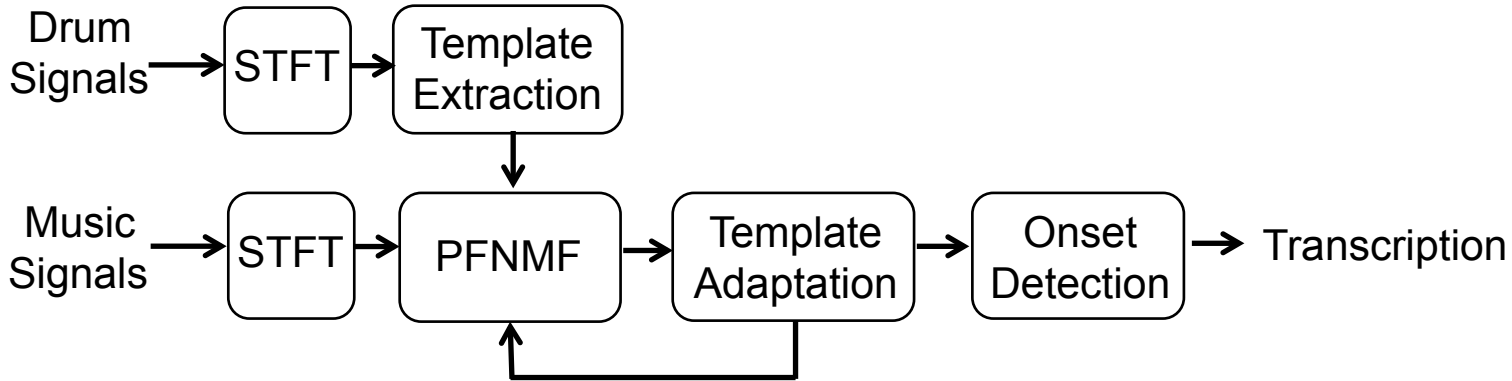 Drum
Signals
STFT
Template
Extraction
Music
Signals
STFT
PFNMF
Template
Adaptation
Onset
Detection
Transcription